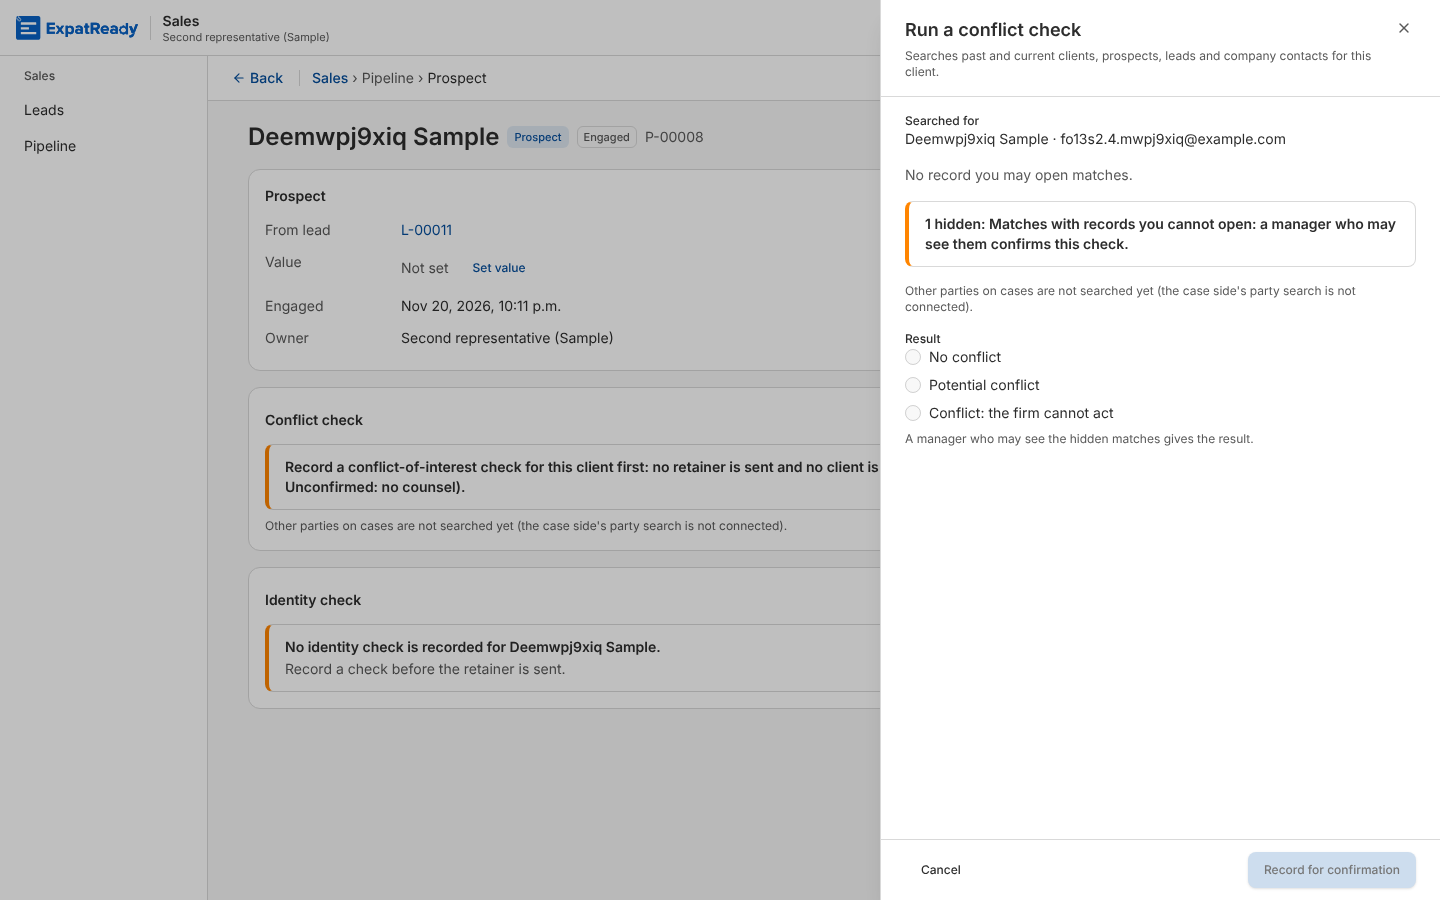 ExpatReady
Sales
Second representative (Sample)
Sales
Leads
Pipeline
← Back
Sales › Pipeline › Prospect
Deemwpj9xiq Sample
Prospect
Engaged
P-00008
Prospect
From lead
L-00011
Value
Not set
Set value
Engaged
Nov 20, 2026, 10:11 p.m.
Owner
Second representative (Sample)
Conflict check
Record a conflict-of-interest check for this client first: no retainer is sent and no client is
Unconfirmed: no counsel).
Other parties on cases are not searched yet (the case side's party search is not connected).
Identity check
No identity check is recorded for Deemwpj9xiq Sample.
Record a check before the retainer is sent.
Run a conflict check
Searches past and current clients, prospects, leads and company contacts for this
client.
Searched for
Deemwpj9xiq Sample · fo13s2.4.mwpj9xiq@example.com
No record you may open matches.
1 hidden: Matches with records you cannot open: a manager who may
see them confirms this check.
Other parties on cases are not searched yet (the case side's party search is not
connected).
Result
No conflict
Potential conflict
Conflict: the firm cannot act
A manager who may see the hidden matches gives the result.
Cancel
Record for confirmation